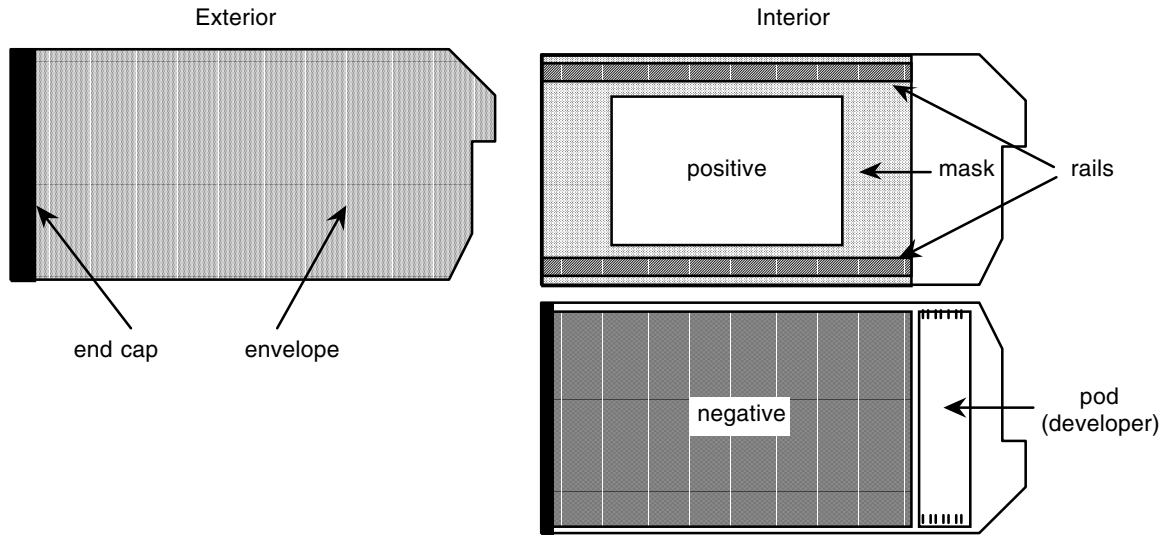 Exterior
Interior
end cap
envelope
positive
mask
rails
negative
pod
(developer)